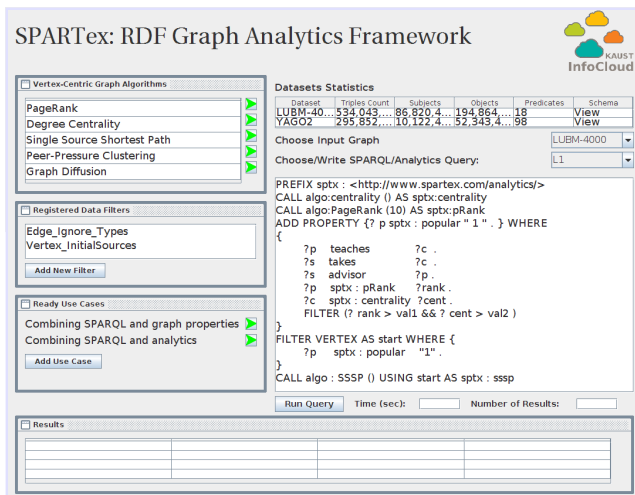 SPARTex: RDF Graph Analytics Framework
KAUST
InfoCloud
Vertex-Centric Graph Algorithms
PageRank
Degree Centrality
Single Source Shortest Path
Peer-Pressure Clustering
Graph Diffusion
Registered Data Filters
Edge_Ignore_Types
Vertex_InitialSources
Add New Filter
Ready Use Cases
Combining SPARQL and graph properties
Combining SPARQL and analytics
Add Use Case
Datasets Statistics
Dataset Triples Count Subjects Objects Predicates Schema
LUBM-40... 534,043,... 86,820,4... 194,864,... 18 View
YAGO2 295,852,... 10,122,4... 52,343,4... 98 View
Choose Input Graph LUBM-4000
Choose/Write SPARQL/Analytics Query: L1
PREFIX sptx : <http://www.spartex.com/analytics/>
CALL algo:centrality () AS sptx:centrality
CALL algo:PageRank (10) AS sptx:pRank
ADD PROPERTY {? p sptx : popular " 1 " . } WHERE
{
?p teaches ?c .
?s takes ?c .
?s advisor ?p .
?p sptx : pRank ?rank .
?c sptx : centrality ?cent .
FILTER (? rank > val1 && ? cent > val2 )
}
FILTER VERTEX AS start WHERE {
?p sptx : popular "1" .
}
CALL algo : SSSP () USING start AS sptx : sssp
Run Query Time (sec): Number of Results:
Results